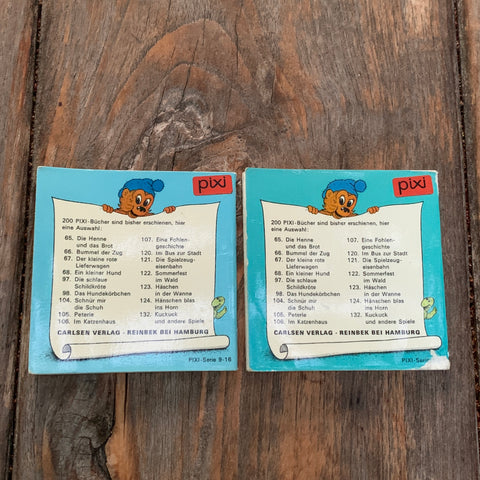 pixi
200 PIXI-Bücher sind bisher erschienen, hier
eine Auswahl:
65. Die Henne
und das Brot
66. Bummel der Zug
67. Der kleine rote
Lieferwagen
68. Ein kleiner Hund
97. Die schlaue
Schildkröte
98. Das Hundekörbchen
104. Schnür mir
die Schuh
105. Peterle
106. Im Katzenhaus
107. Eine Fohlen-
geschichte
120. Im Bus zur Stadt
121. Die Spielzeug-
eisenbahn
122. Sommerfest
im Wald
123. Häschen
in der Wanne
124. Hänschen blas
ins Horn
132. Kuckuck
und andere Spiele
CARLSEN VERLAG - REINBEK BEI HAMBURG
PIXI-Serie 9-16
pixi
200 PIXI-Bücher sind bisher erschienen, hier
eine Auswahl:
65. Die Henne
und das Brot
66. Bummel der Zug
67. Der kleine rote
Lieferwagen
68. Ein kleiner Hund
97. Die schlaue
Schildkröte
98. Das Hundekörbchen
104. Schnür mir
die Schuh
105. Peterle
106. Im Katzenhaus
107. Eine Fohlen-
geschichte
120. Im Bus zur Stadt
121. Die Spielzeug-
eisenbahn
122. Sommerfest
im Wald
123. Häschen
in der Wanne
124. Hänschen blas
ins Horn
132. Kuckuck
und andere Spiele
CARLSEN VERLAG - REINBEK BEI HAMBURG
PIXI-Serie